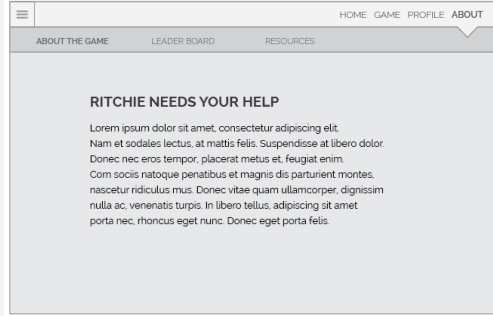 HOME GAME PROFILE ABOUT
ABOUT THE GAME LEADER BOARD RESOURCES
RITCHIE NEEDS YOUR HELP
Lorem ipsum dolor sit amet, consectetur adipiscing elit.
Nam et sodales lectus, at mattis felis. Suspendisse at libero dolor.
Donec nec eros tempor, placerat metus et, feugiat enim.
Com sociis natoque penatibus et magnis dis parturient montes,
nascetur ridiculus mus. Donec vitae quam ullamcorper, dignissim
nulla ac, venenatis turpis. In libero tellus, adipiscing sit amet
porta nec, rhoncus eget nunc. Donec eget porta felis.